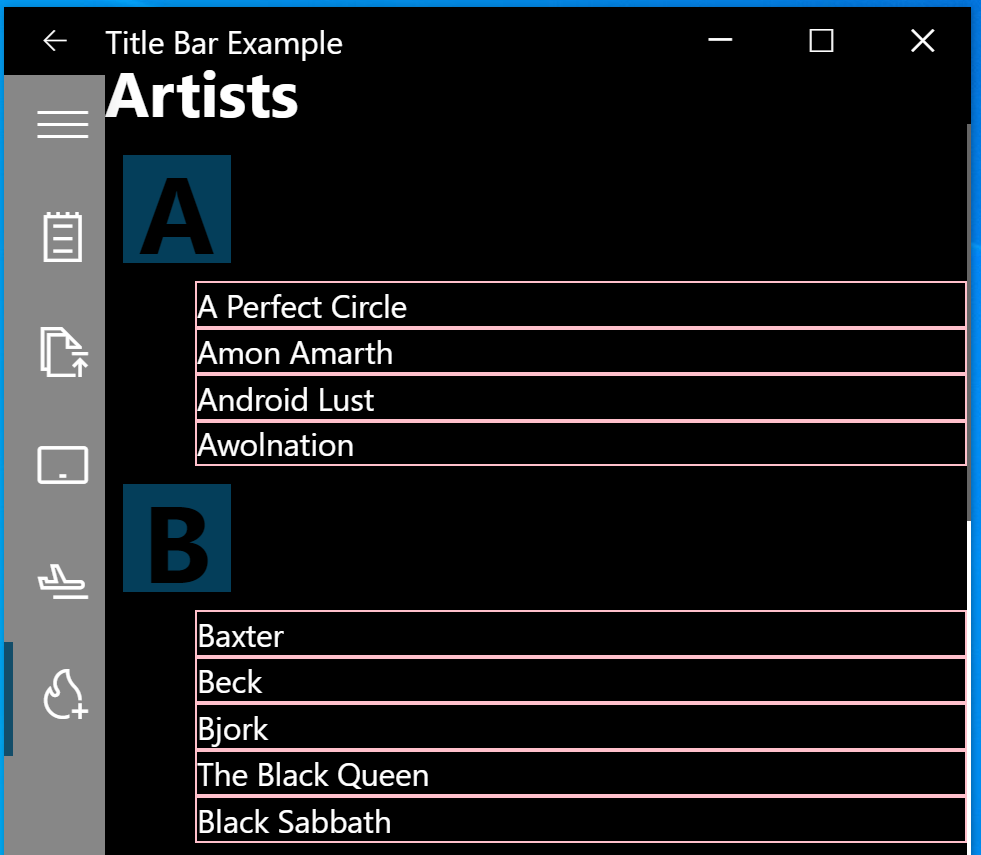 Title Bar Example
Artists
A
A Perfect Circle
Amon Amarth
Android Lust
Awolnation
B
Baxter
Beck
Bjork
The Black Queen
Black Sabbath